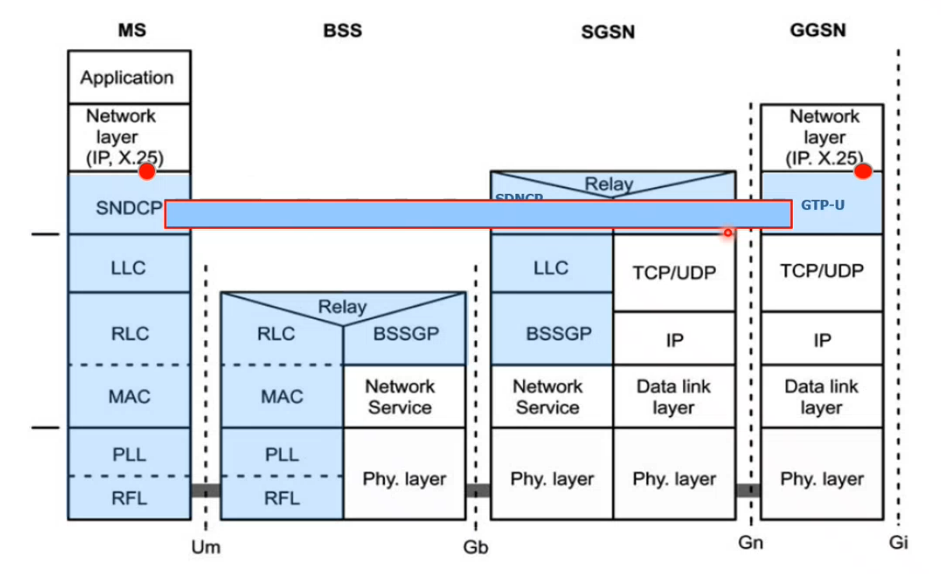 MS
BSS
SGSN
GGSN
Application
Network
layer
(IP, X.25)
Network
layer
(IP. X.25)
Relay
SNDCP
SDNCP
GTP-U
LLC
LLC
TCP/UDP
TCP/UDP
Relay
RLC
RLC
BSSGP
BSSGP
IP
IP
MAC
MAC
Network
Service
Network
Service
Data link
layer
Data link
layer
PLL
PLL
Phy. layer
Phy. layer
Phy. layer
Phy. layer
RFL
RFL
Um
Gb
Gn
Gi